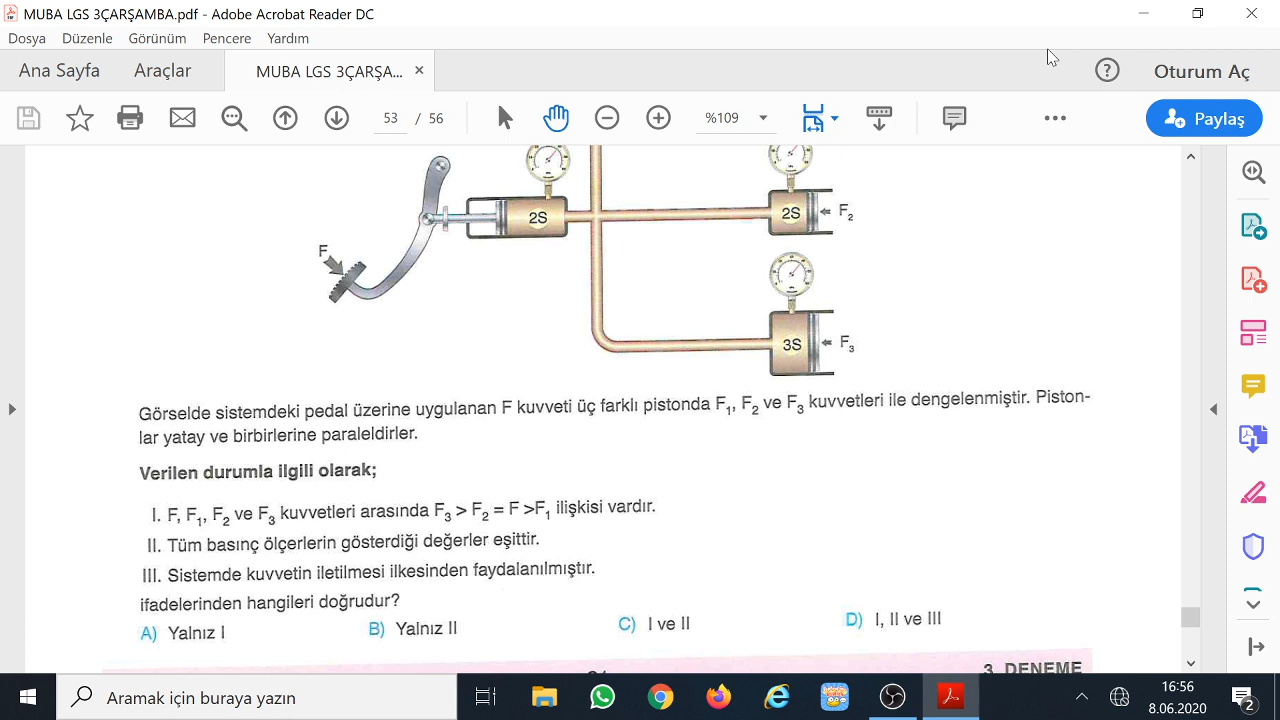 MUBA LGS 3ÇARŞAMBA.pdf - Adobe Acrobat Reader DC
Dosya Düzenle Görünüm Pencere Yardım
Ana Sayfa Araçlar MUBA LGS 3ÇARŞA... Oturum Aç
53 / 56 %109 Paylaş
2S 2S F2
F
3S F3
Görselde sistemdeki pedal üzerine uygulanan F kuvveti üç farklı pistonda F1, F2 ve F3 kuvvetleri ile dengelenmiştir. Piston-
lar yatay ve birbirlerine paraleldirler.
Verilen durumla ilgili olarak;
I. F, F1, F2 ve F3 kuvvetleri arasında F3 > F2 = F >F1 ilişkisi vardır.
II. Tüm basınç ölçerlerin gösterdiği değerler eşittir.
III. Sistemde kuvvetin iletilmesi ilkesinden faydalanılmıştır.
ifadelerinden hangileri doğrudur?
A) Yalnız I B) Yalnız II C) I ve II D) I, II ve III
3. DENEME
Aramak için buraya yazın
16:56
8.06.2020
2